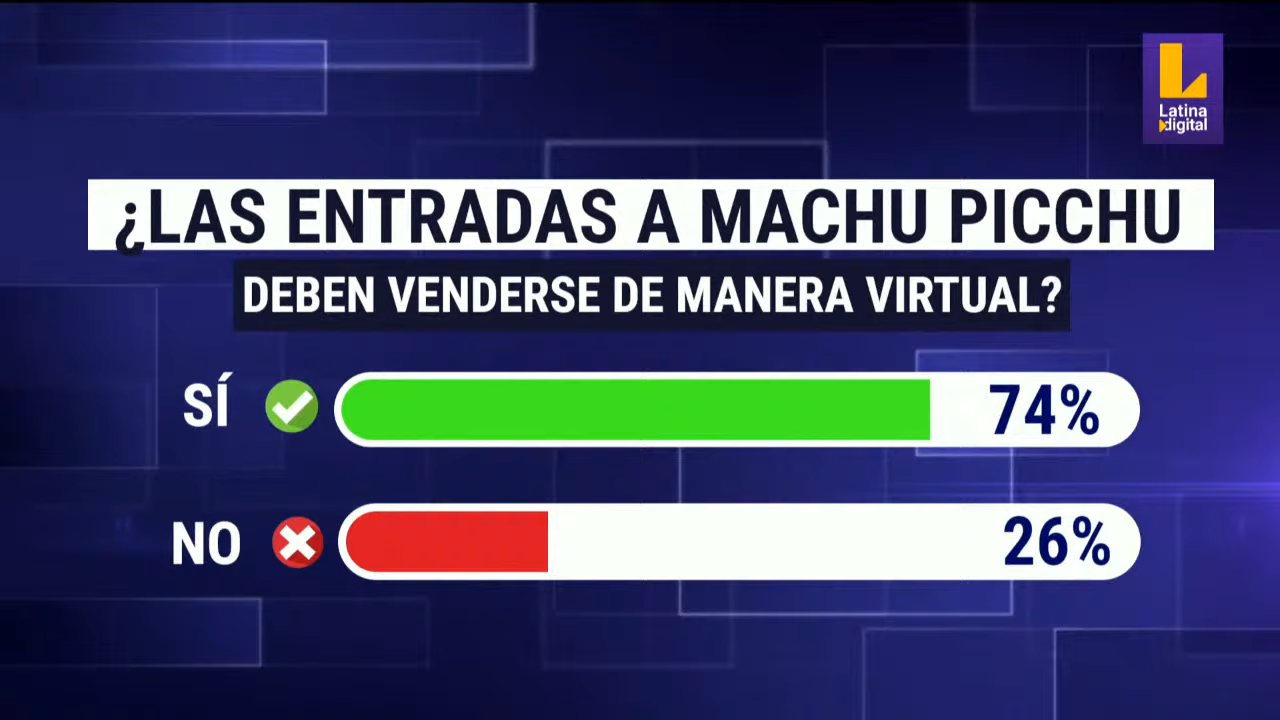 Latina
digital
¿LAS ENTRADAS A MACHU PICCHU
DEBEN VENDERSE DE MANERA VIRTUAL?
SÍ 74%
NO 26%